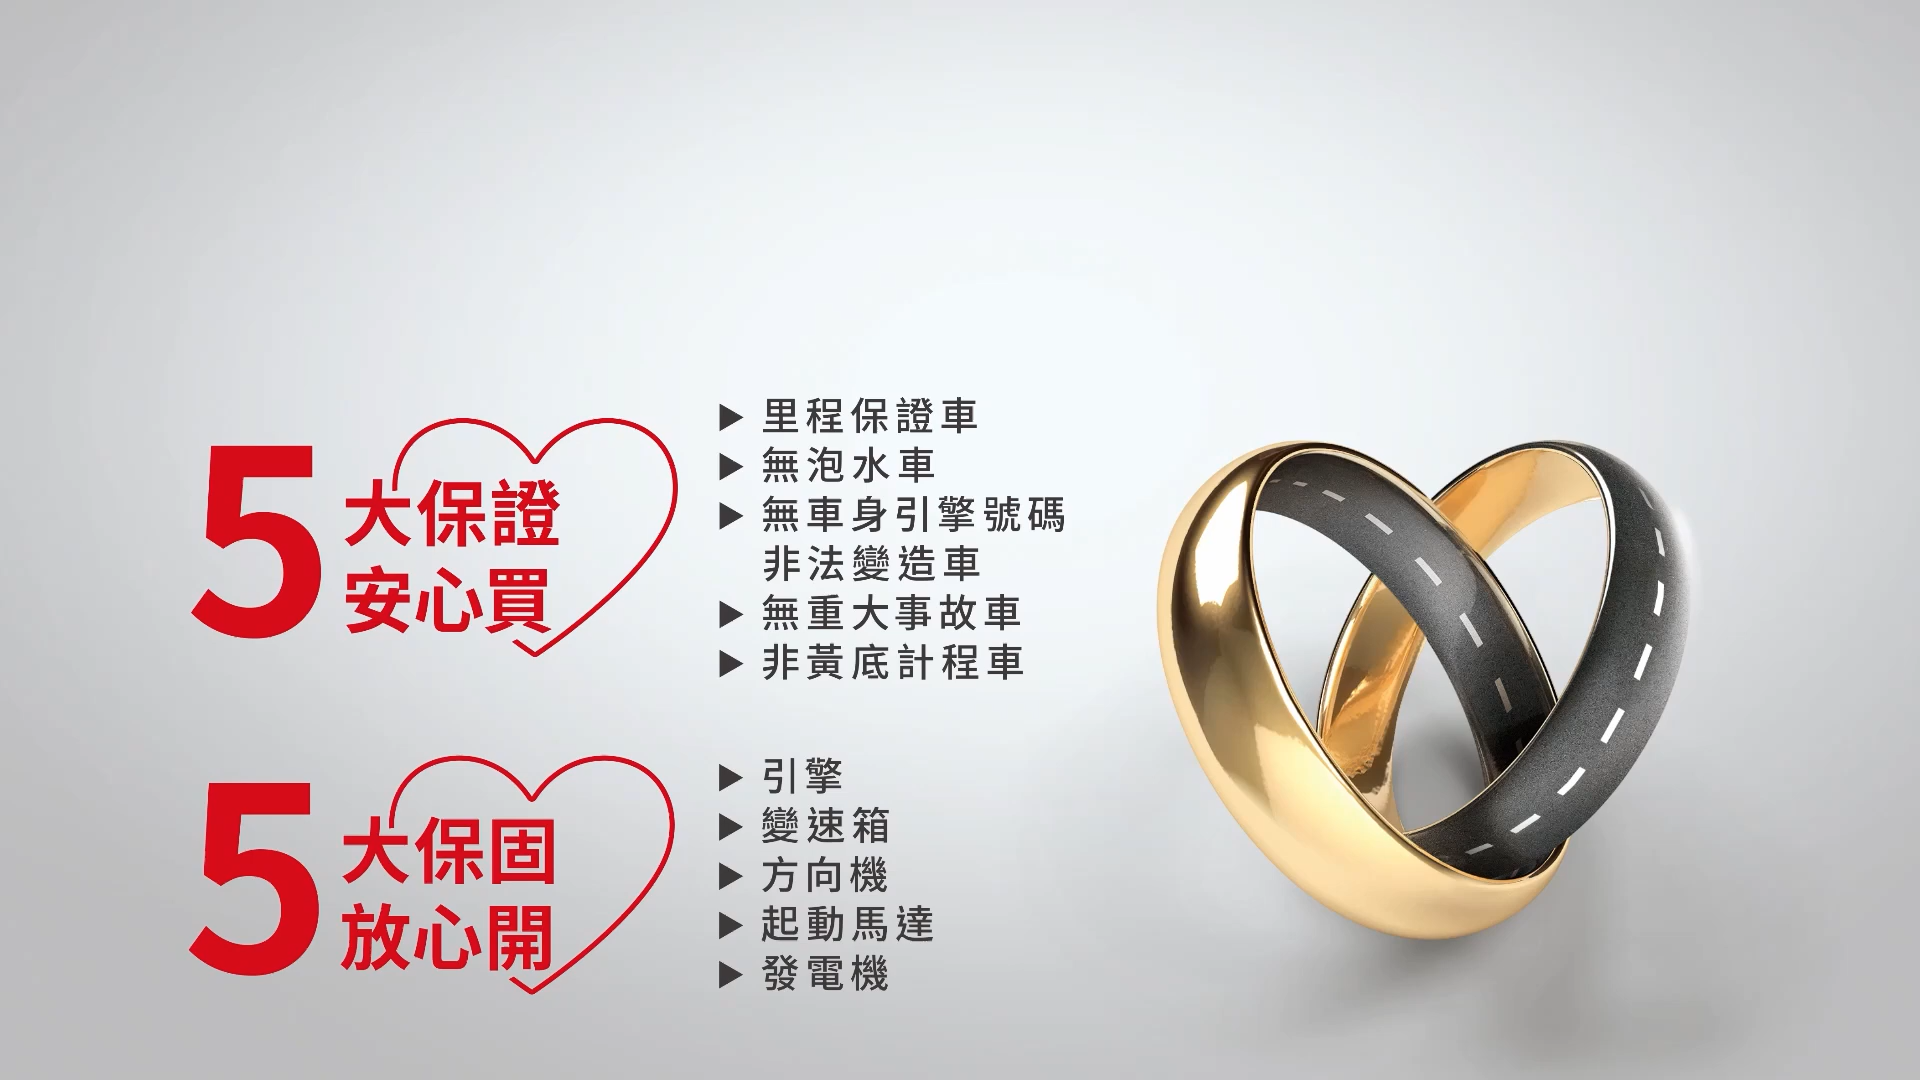 5大保證
安心買
▶ 里程保證車
▶ 無泡水車
▶ 無車身引擎號碼
非法變造車
▶ 無重大事故車
▶ 非黃底計程車
5大保固
放心開
▶ 引擎
▶ 變速箱
▶ 方向機
▶ 起動馬達
▶ 發電機